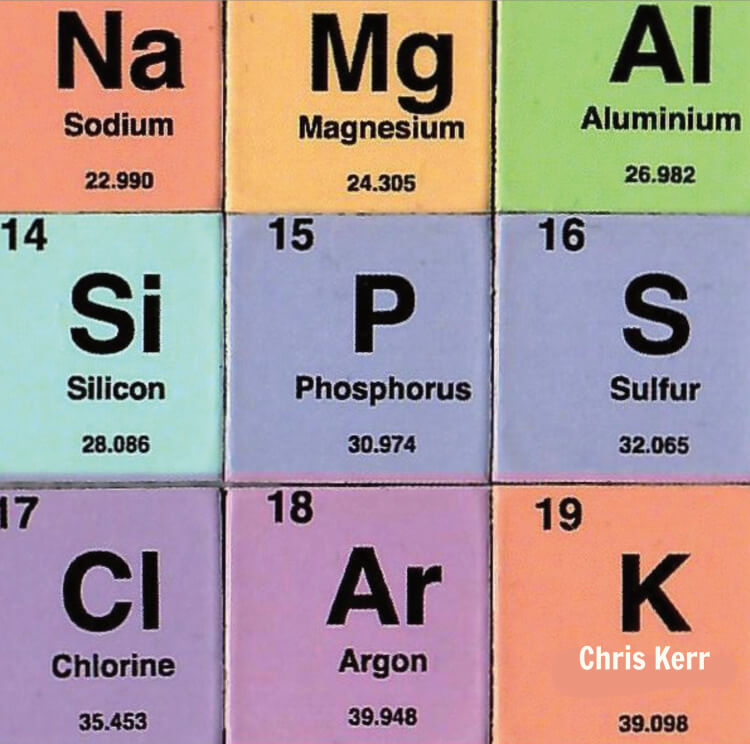 Na Mg Al
Sodium Magnesium Aluminium
22.990 24.305 26.982
14 15 16
Si P S
Silicon Phosphorus Sulfur
28.086 30.974 32.065
17 18 19
Cl Ar K
Chlorine Argon Chris Kerr
35.453 39.948 39.098